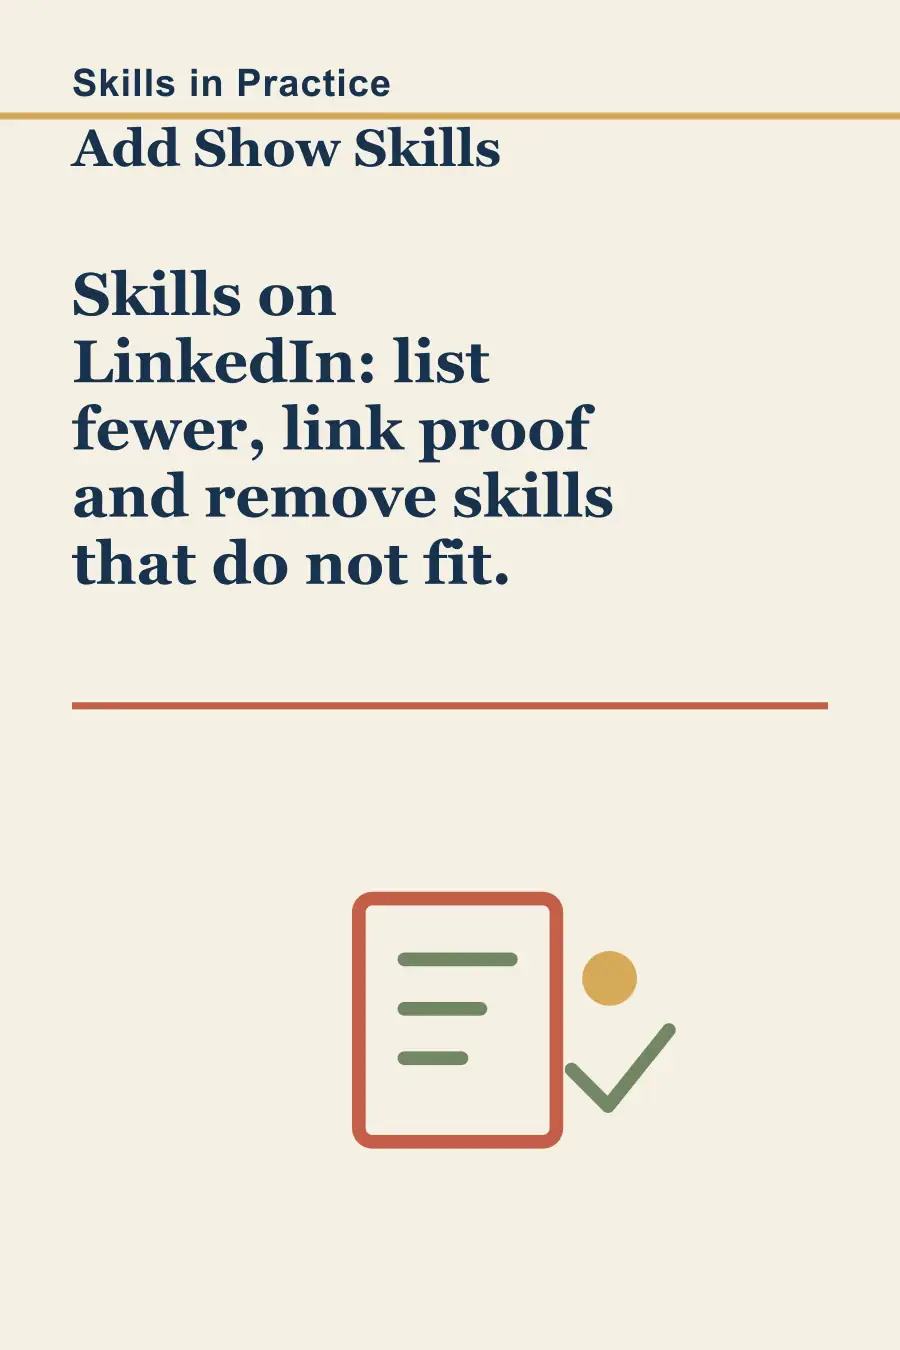 Skills in Practice
Add Show Skills
Skills on
LinkedIn: list
fewer, link proof
and remove skills
that do not fit.